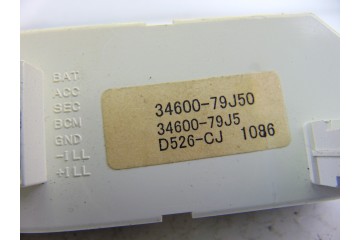 BAT
ACC
SEC
BCM
GND
-ILL
+ILL
34600-79J50
34600-79J5
D526-CJ 1086